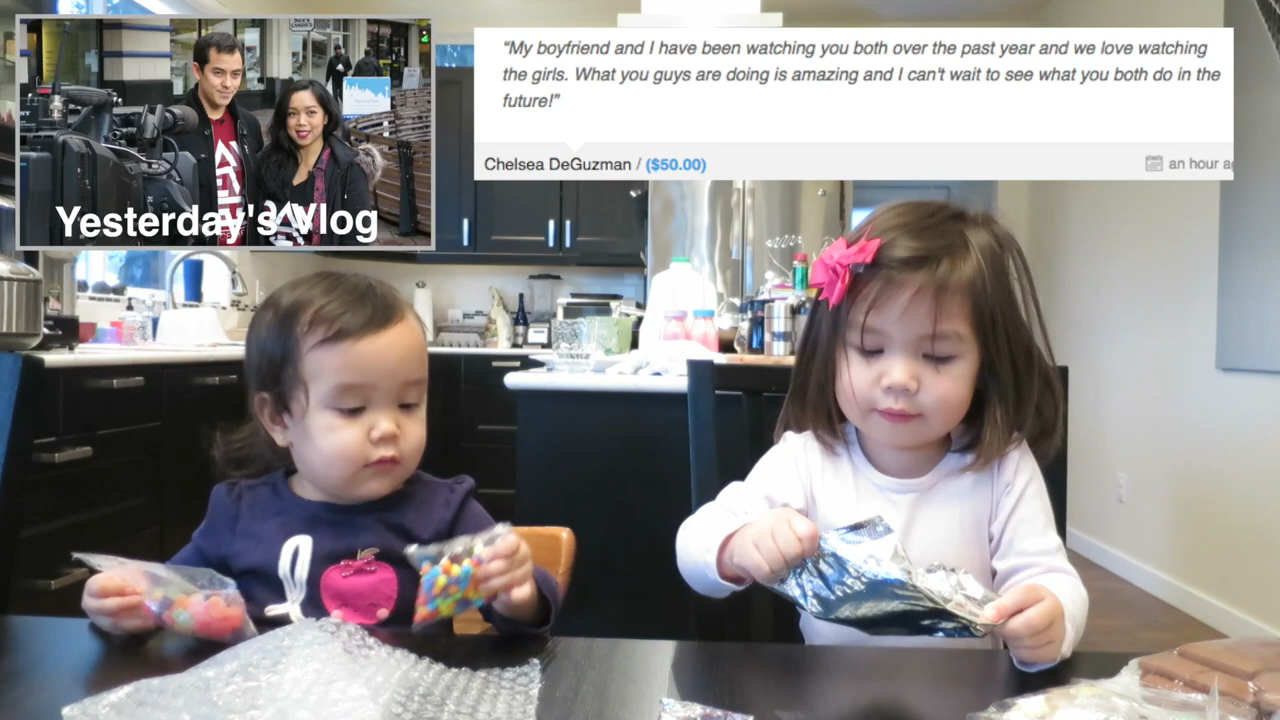 Yesterday's Vlog
“My boyfriend and I have been watching you both over the past year and we love watching
the girls. What you guys are doing is amazing and I can't wait to see what you both do in the
future!”
Chelsea DeGuzman / ($50.00)
an hour a